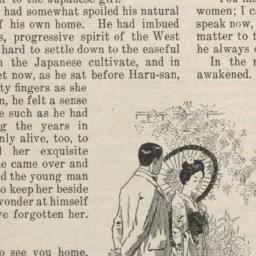 to the Japanese girl.
had somewhat spoiled his natural
f his own home. He had imbued
s, progressive spirit of the West
hard to settle down to the easeful
n the Japanese cultivate, and in
et now, as he sat before Haru-san,
ty fingers as she
n, he felt a sense
e such as he had
ng the years in
nly alive, too, to
d her exquisite
e came over and
d the young man
o keep her beside
wonder at himself
ve forgotten her.
o see you home,
women; I ca
speak now,
matter to t
he always
In the
awakened.